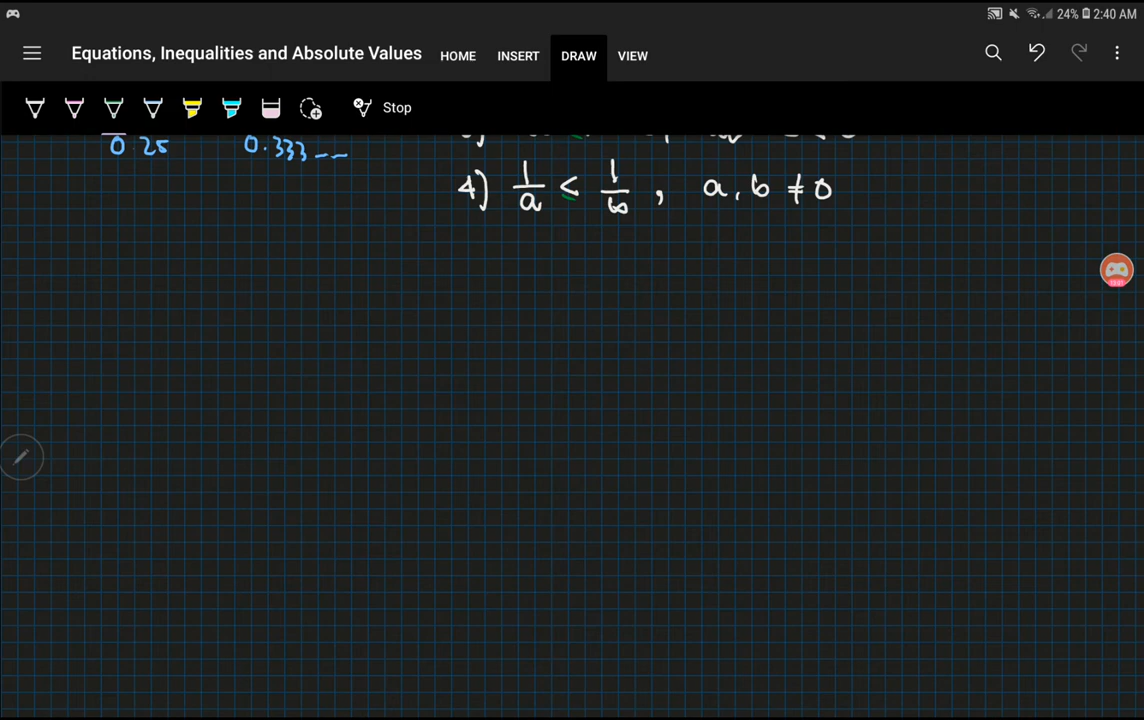 24% 2:40 AM
Equations, Inequalities and Absolute Values HOME INSERT DRAW VIEW
Stop
0.25 0.333 --
4) 1/a < 1/b , a, b ≠ 0